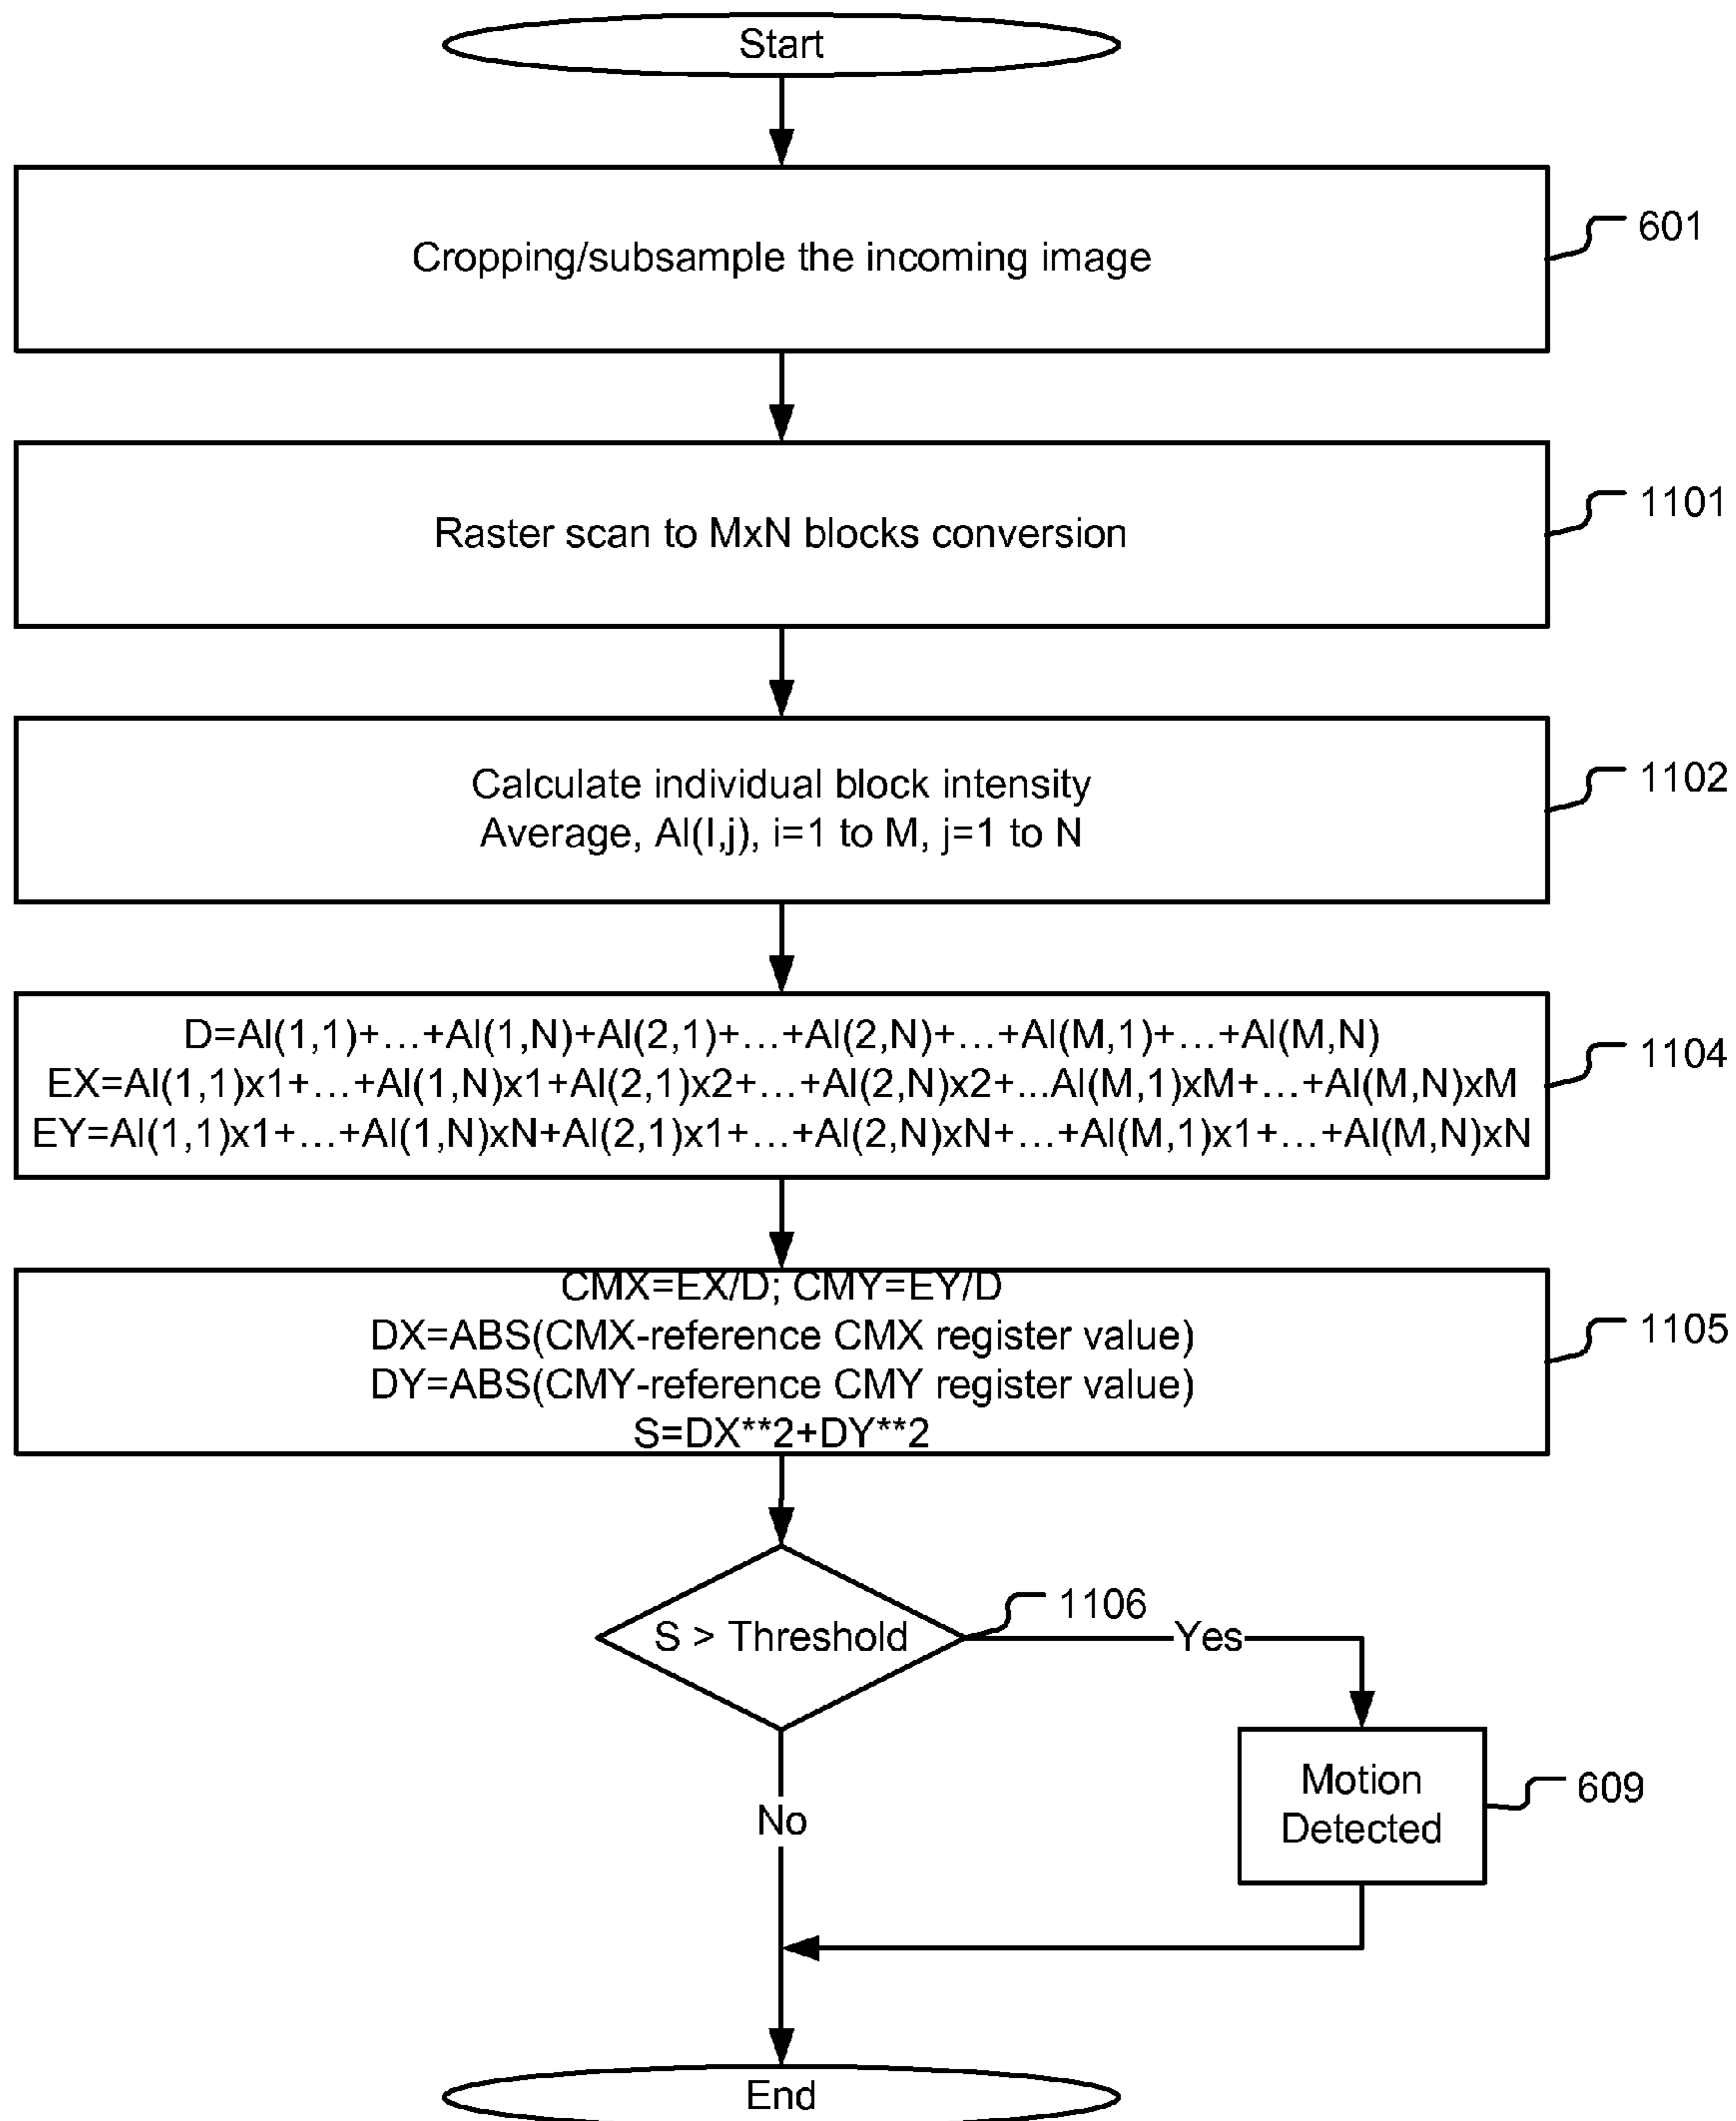 Start
Cropping/subsample the incoming image
601
Raster scan to MxN blocks conversion
1101
Calculate individual block intensity
Average, AI(I,j), i=1 to M, j=1 to N
1102
D=AI(1,1)+...+AI(1,N)+AI(2,1)+...+AI(2,N)+...+AI(M,1)+...+AI(M,N)
EX=AI(1,1)x1+...+AI(1,N)x1+AI(2,1)x2+...+AI(2,N)x2+...AI(M,1)xM+...+AI(M,N)xM
EY=AI(1,1)x1+...+AI(1,N)xN+AI(2,1)x1+...+AI(2,N)xN+...+AI(M,1)x1+...+AI(M,N)xN
1104
CMX=EX/D; CMY=EY/D
DX=ABS(CMX-reference CMX register value)
DY=ABS(CMY-reference CMY register value)
S=DX**2+DY**2
1105
S > Threshold
1106
Yes
Motion
Detected
609
No
End